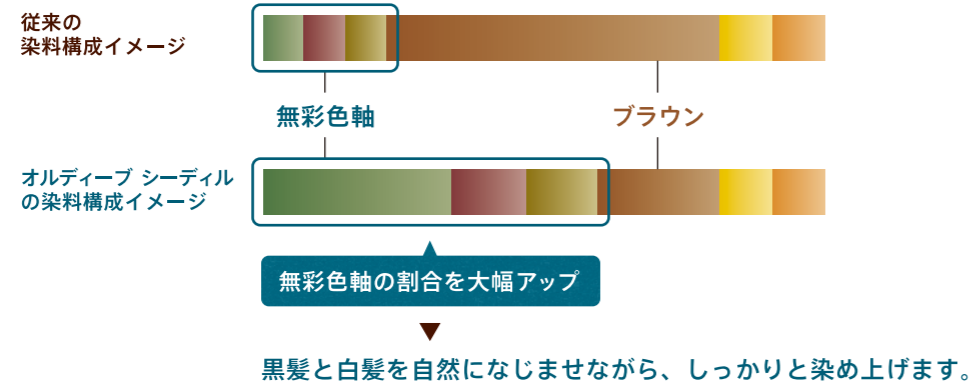 従来の
染料構成イメージ
無彩色軸
ブラウン
オルディーブ シーディル
の染料構成イメージ
無彩色軸の割合を大幅アップ
黒髪と白髪を自然になじませながら、しっかりと染め上げます。